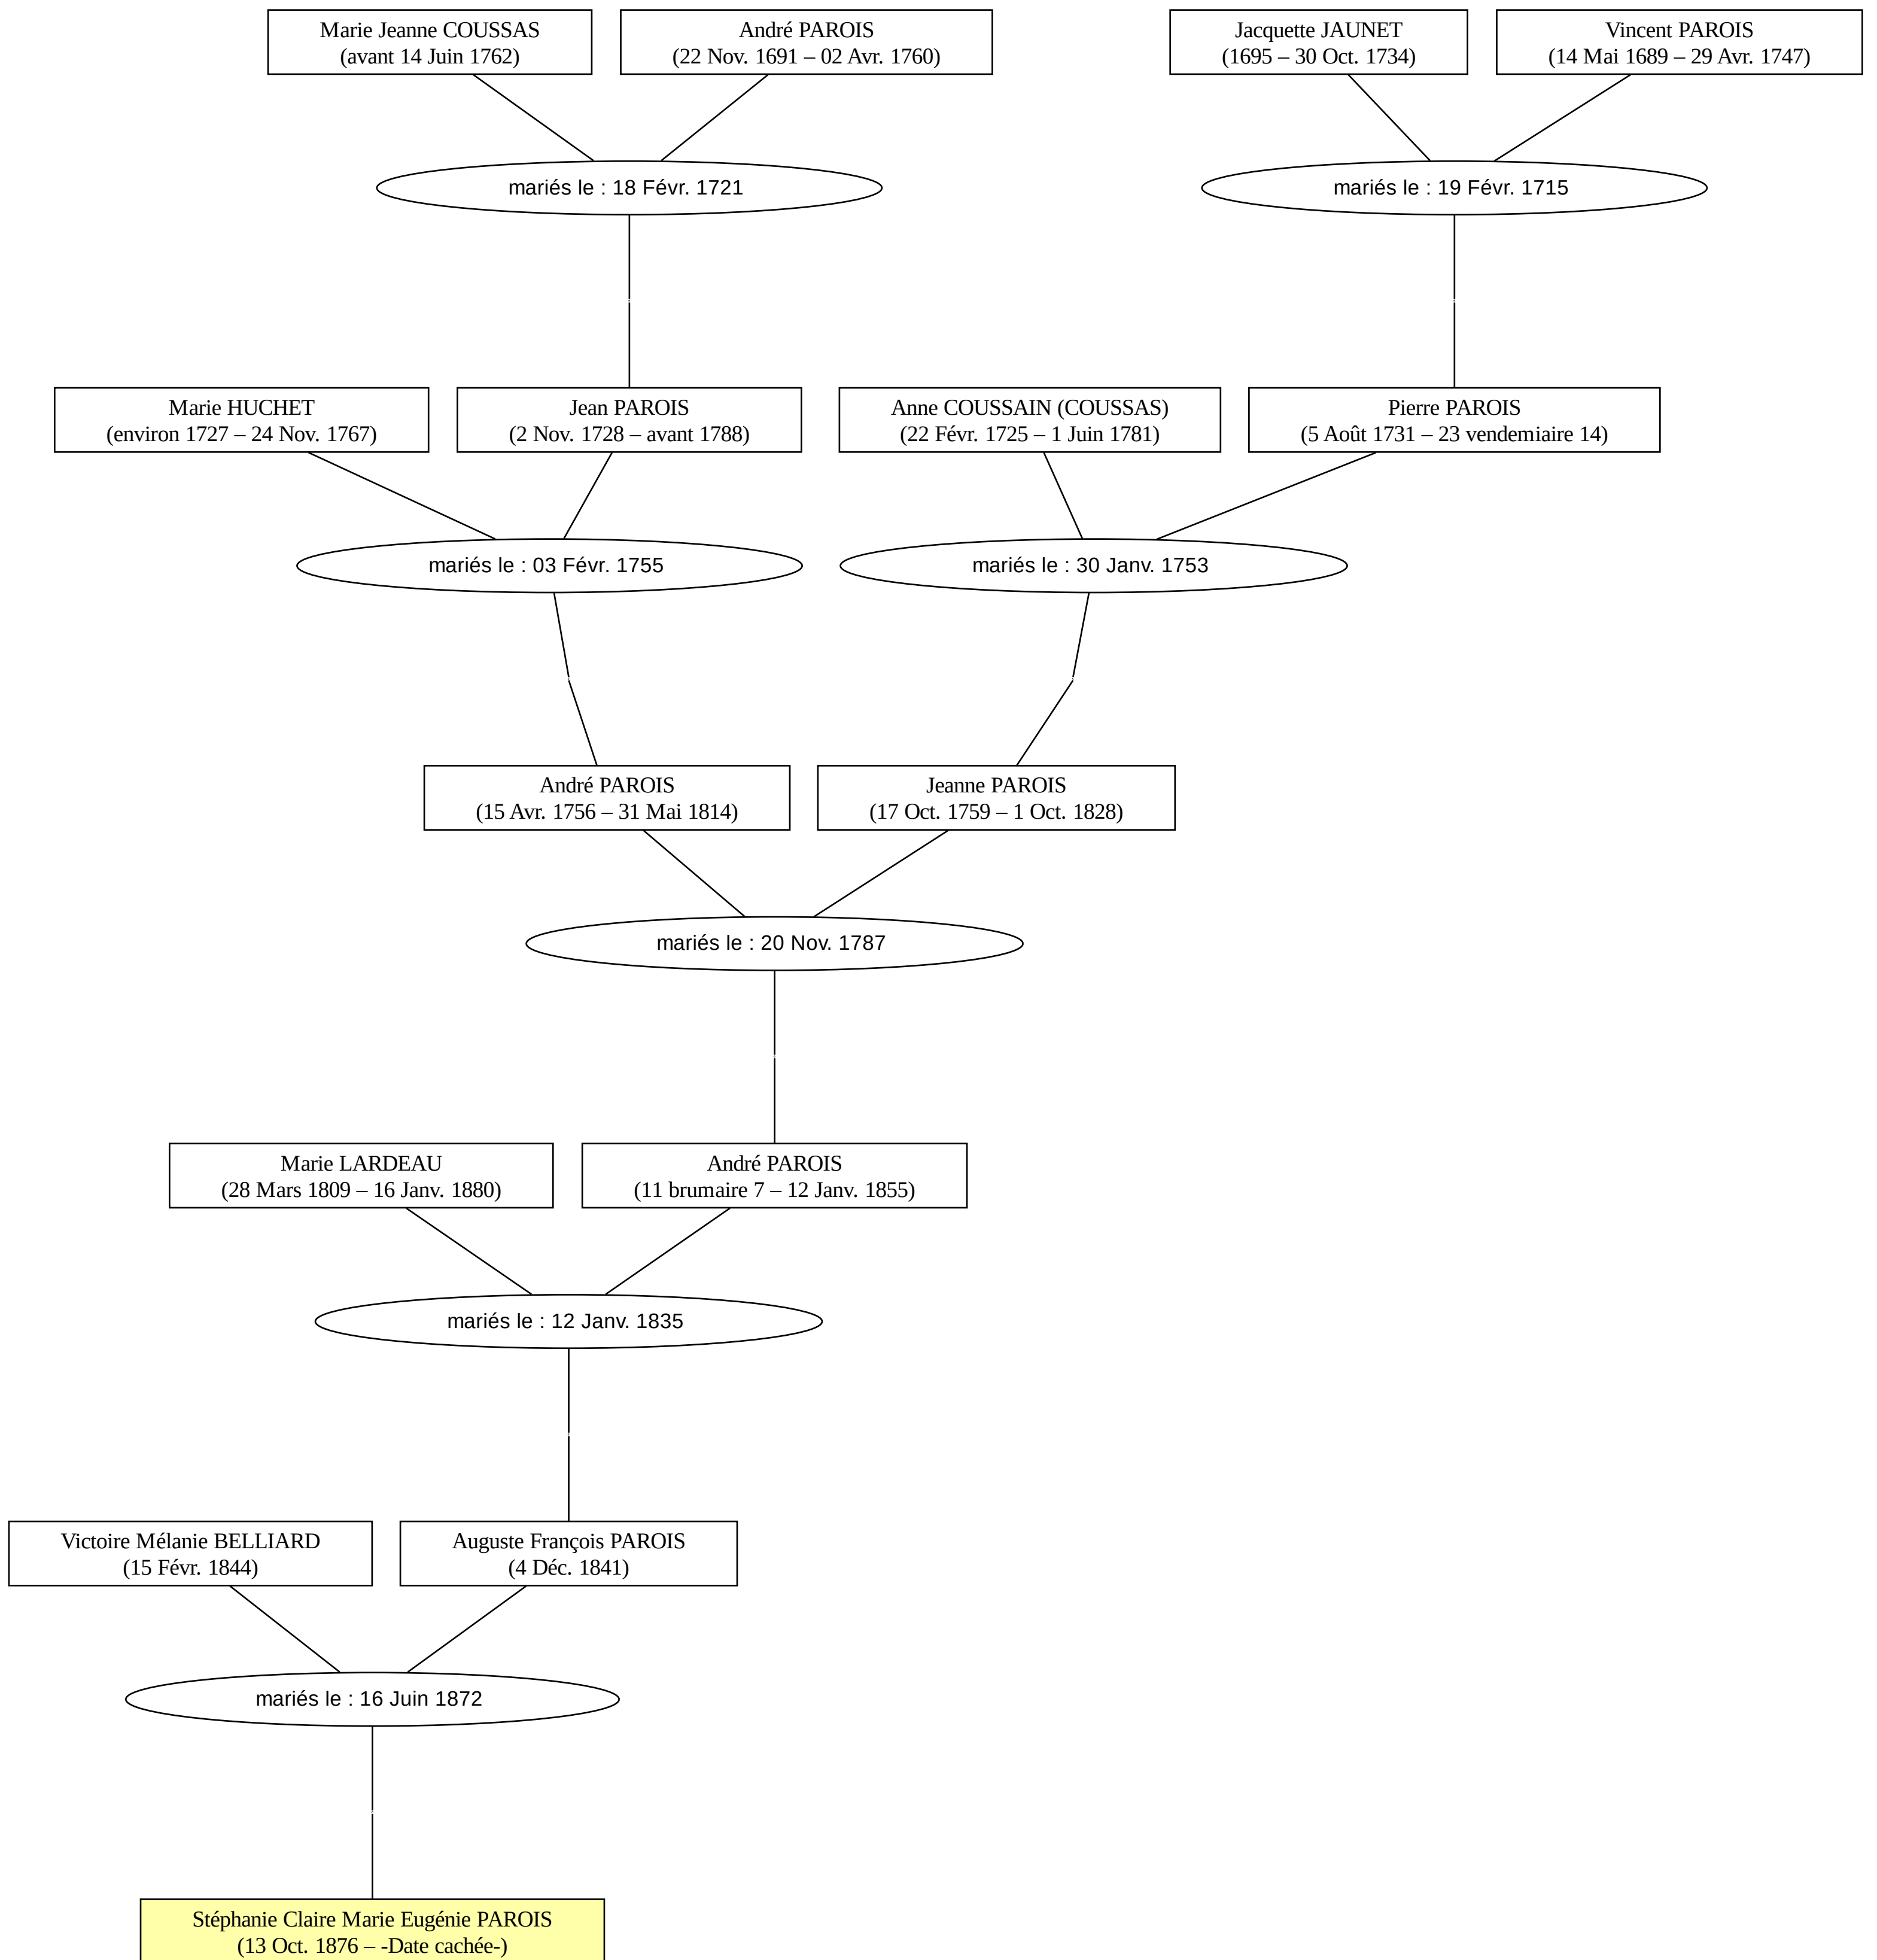 Marie Jeanne COUSSAS
(avant 14 Juin 1762)
André PAROIS
(22 Nov. 1691 – 02 Avr. 1760)
Jacquette JAUNET
(1695 – 30 Oct. 1734)
Vincent PAROIS
(14 Mai 1689 – 29 Avr. 1747)
mariés le : 18 Févr. 1721
mariés le : 19 Févr. 1715
Marie HUCHET
(environ 1727 – 24 Nov. 1767)
Jean PAROIS
(2 Nov. 1728 – avant 1788)
Anne COUSSAIN (COUSSAS)
(22 Févr. 1725 – 1 Juin 1781)
Pierre PAROIS
(5 Août 1731 – 23 vendemiaire 14)
mariés le : 03 Févr. 1755
mariés le : 30 Janv. 1753
André PAROIS
(15 Avr. 1756 – 31 Mai 1814)
Jeanne PAROIS
(17 Oct. 1759 – 1 Oct. 1828)
mariés le : 20 Nov. 1787
Marie LARDEAU
(28 Mars 1809 – 16 Janv. 1880)
André PAROIS
(11 brumaire 7 – 12 Janv. 1855)
mariés le : 12 Janv. 1835
Victoire Mélanie BELLIARD
(15 Févr. 1844)
Auguste François PAROIS
(4 Déc. 1841)
mariés le : 16 Juin 1872
Stéphanie Claire Marie Eugénie PAROIS
(13 Oct. 1876 – -Date cachée-)